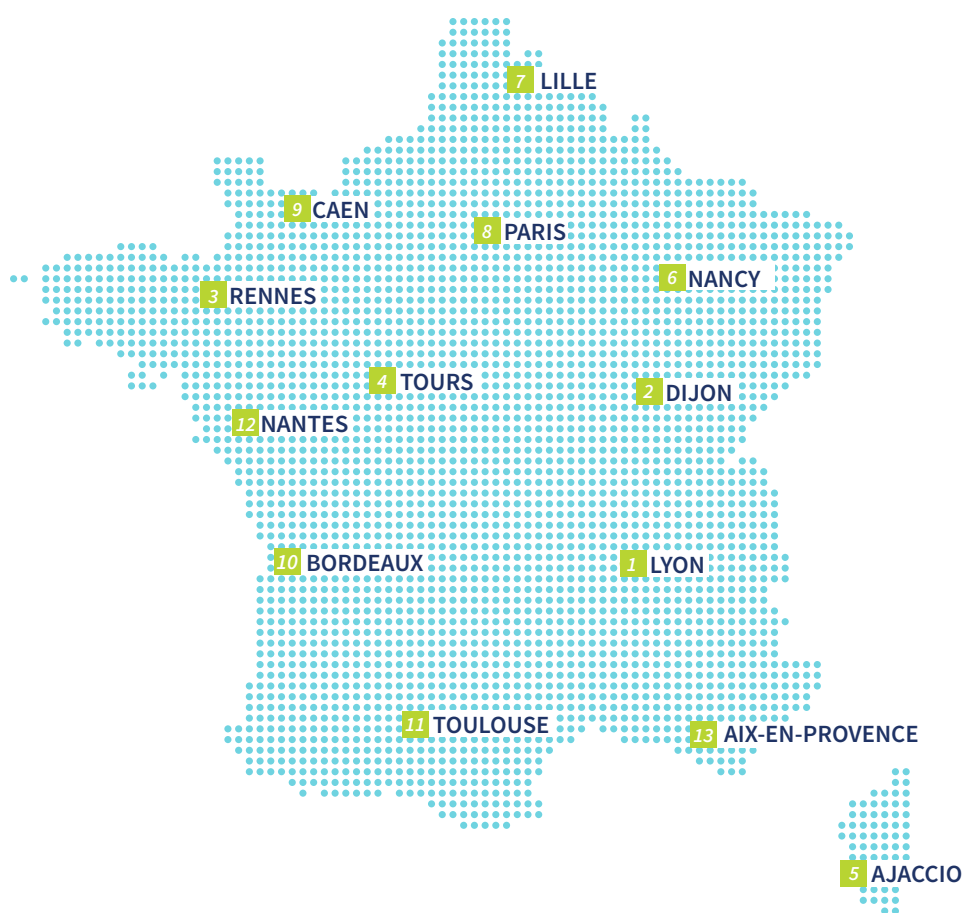 7 LILLE
9 CAEN
8 PARIS
6 NANCY
3 RENNES
4 TOURS
2 DIJON
12 NANTES
10 BORDEAUX
1 LYON
11 TOULOUSE
13 AIX-EN-PROVENCE
5 AJACCIO